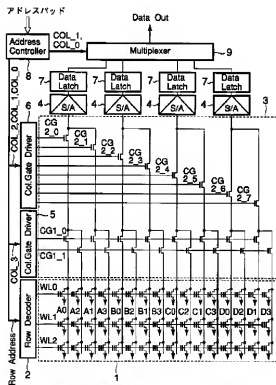 アドレスパッド
Data Out
COL_1,
COL_0
Address
Controller
Multiplexer
9
8
Data
Latch
Data
Latch
Data
Latch
Data
Latch
7
7
7
7
S/A
S/A
S/A
S/A
4
4
4
4
3
6
COL_2, COL_1, COL_0
Col.Gate Driver
CG
2_0
CG
2_1
CG
2_2
CG
2_3
CG
2_4
CG
2_5
CG
2_6
CG
2_7
5
Col.Gate Driver
COL_3
CG1_0
CG1_1
Row Decoder
WL0
A0 A2 A1 A3 B0 B2 B1 B3 C0 C2 C1 C3 D0 D2 D1 D3
WL1
WL2
Row Address
2
1